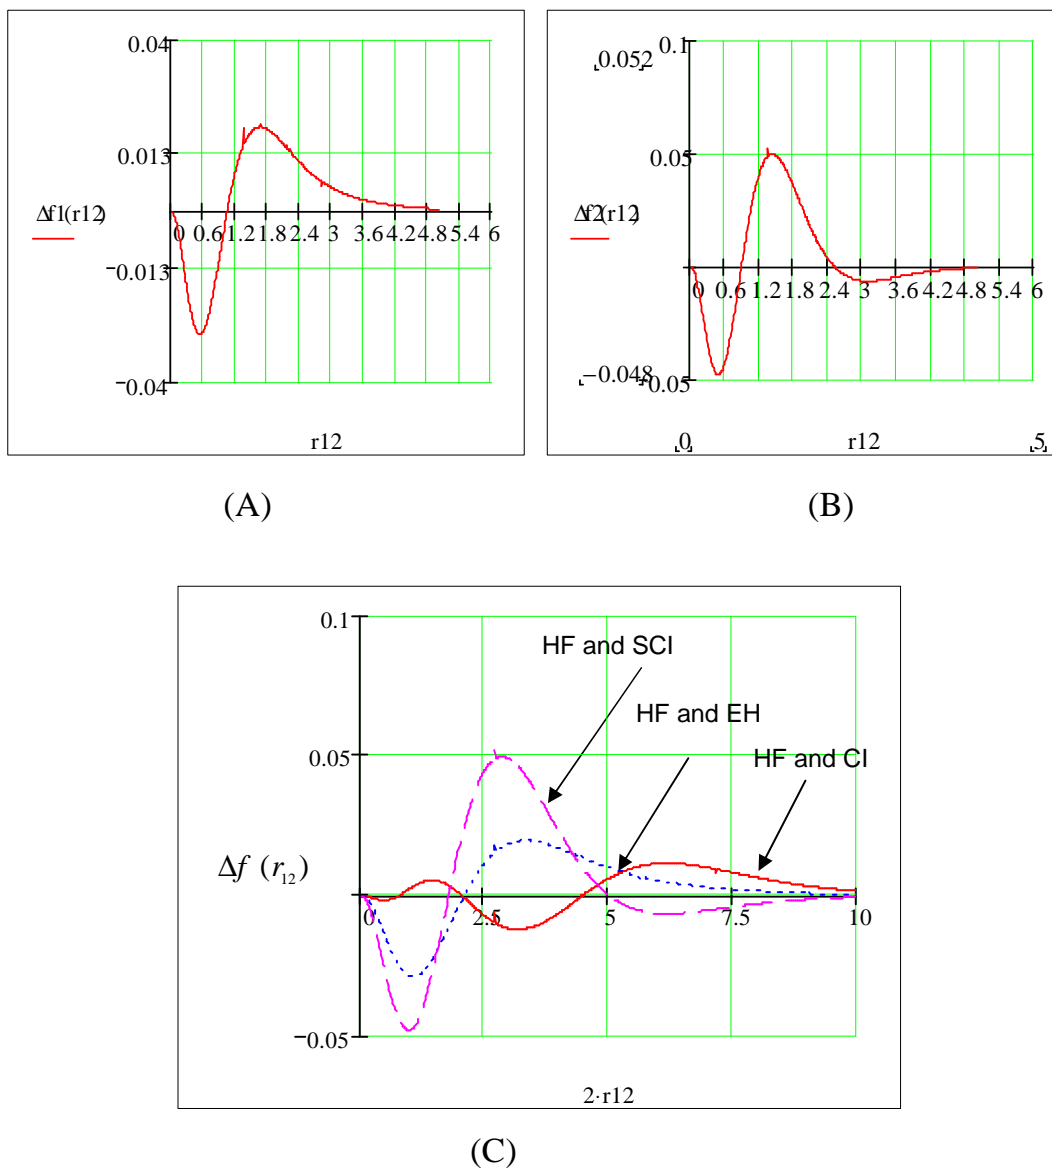 0.04
0.013
Δf1(r12)
0 0.6 1.2 1.8 2.4 3 3.6 4.2 4.8 5.4 6
−0.013
−0.04
r12
(A)
0.1
0.052
0.05
Δf2(r12)
0 0.6 1.2 1.8 2.4 3 3.6 4.2 4.8 5.4 6
−0.048
−0.05
0 r12 5
(B)
0.1
HF and SCI
HF and EH
0.05
HF and CI
Δf (r₁₂)
0 2.5 5 7.5 10
−0.05
2·r12
(C)